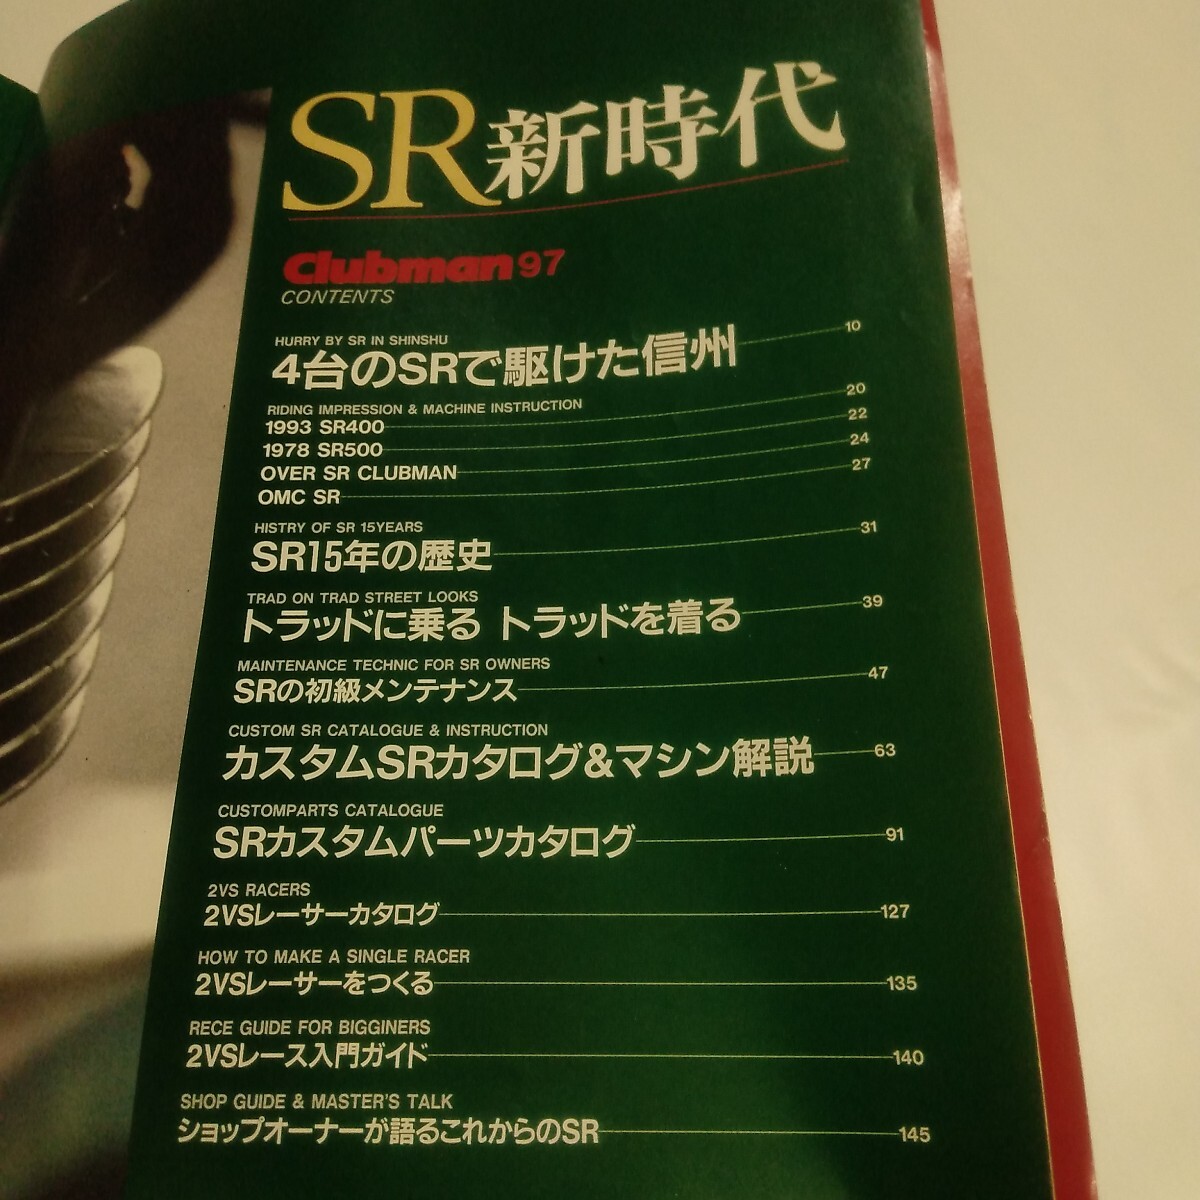 SR新時代
Clubman97
CONTENTS
HURRY BY SR IN SHINSHU
4台のSRで駆けた信州 10
RIDING IMPRESSION & MACHINE INSTRUCTION
1993 SR400 20
1978 SR500 22
OVER SR CLUBMAN 24
OMC SR 27
HISTRY OF SR 15YEARS
SR15年の歴史 31
TRAD ON TRAD STREET LOOKS
トラッドに乗る トラッドを着る 39
MAINTENANCE TECHNIC FOR SR OWNERS
SRの初級メンテナンス 47
CUSTOM SR CATALOGUE & INSTRUCTION
カスタムSRカタログ&マシン解説 63
CUSTOMPARTS CATALOGUE
SRカスタムパーツカタログ 91
2VS RACERS
2VSレーサーカタログ 127
HOW TO MAKE A SINGLE RACER
2VSレーサーをつくる 135
RECE GUIDE FOR BIGGINERS
2VSレース入門ガイド 140
SHOP GUIDE & MASTER'S TALK
ショップオーナーが語るこれからのSR 145